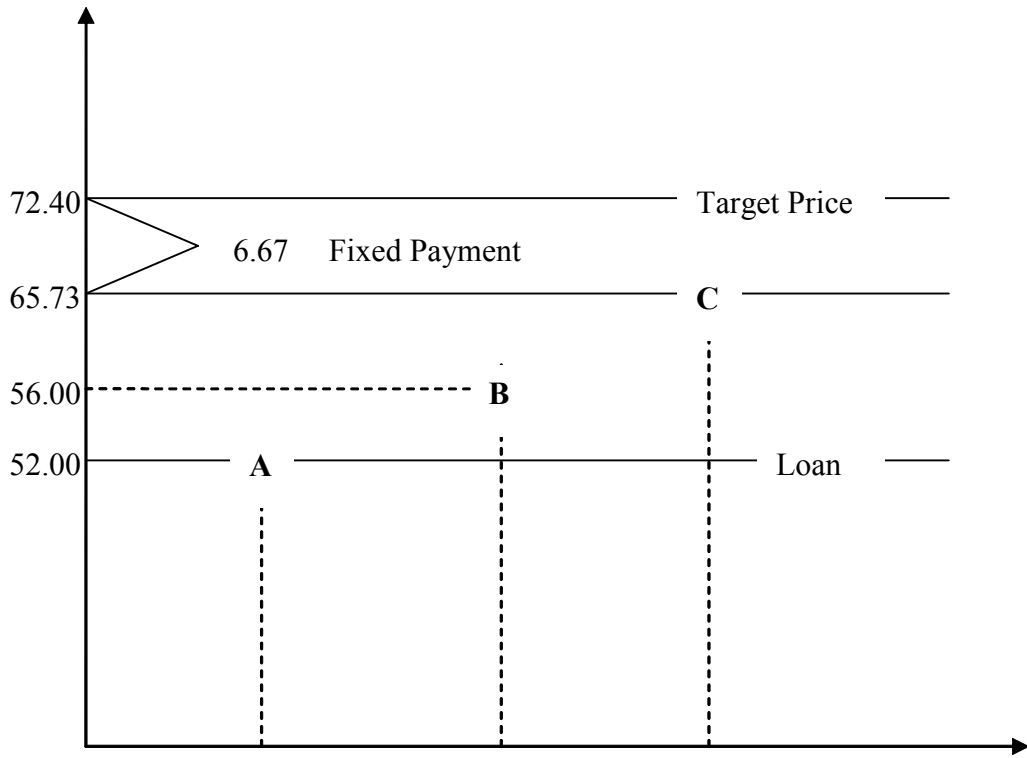 72.40 Target Price
6.67 Fixed Payment
65.73 C
56.00 B
52.00 A Loan